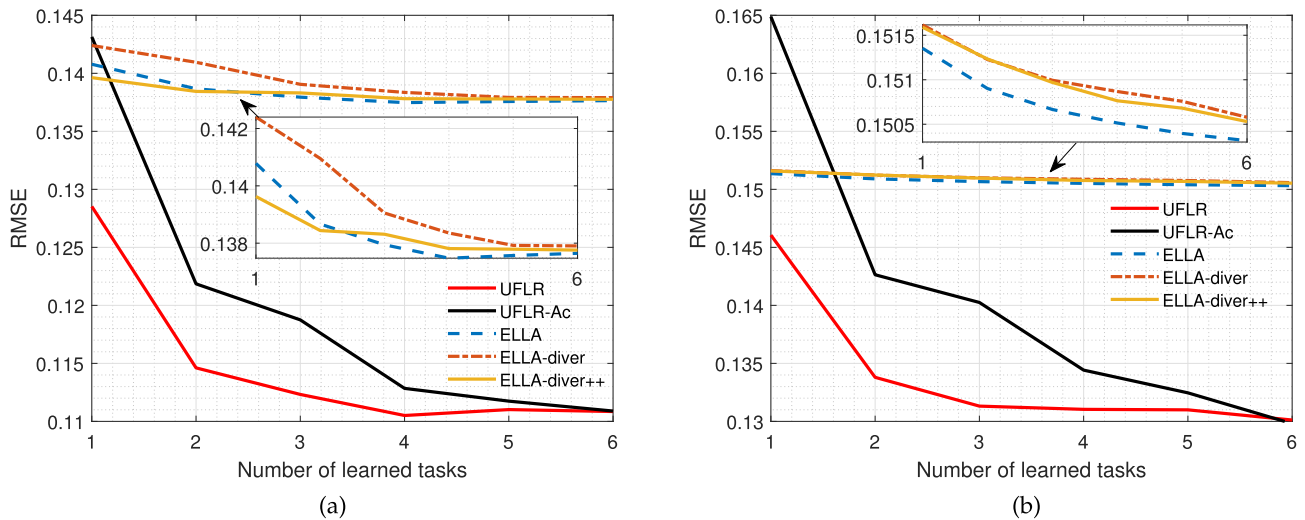 0.145
0.14
0.135
0.13
0.125
0.12
0.115
0.11
RMSE
1 2 3 4 5 6
Number of learned tasks
0.142
0.14
0.138
1 6
UFLR
UFLR-Ac
ELLA
ELLA-diver
ELLA-diver++
(a)
0.165
0.16
0.155
0.15
0.145
0.14
0.135
0.13
RMSE
1 2 3 4 5 6
Number of learned tasks
0.1515
0.151
0.1505
1 6
UFLR
UFLR-Ac
ELLA
ELLA-diver
ELLA-diver++
(b)